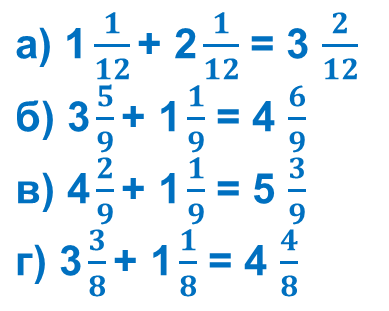 а) 1 1/12 + 2 1/12 = 3 2/12
б) 3 5/9 + 1 1/9 = 4 6/9
в) 4 2/9 + 1 1/9 = 5 3/9
г) 3 3/8 + 1 1/8 = 4 4/8